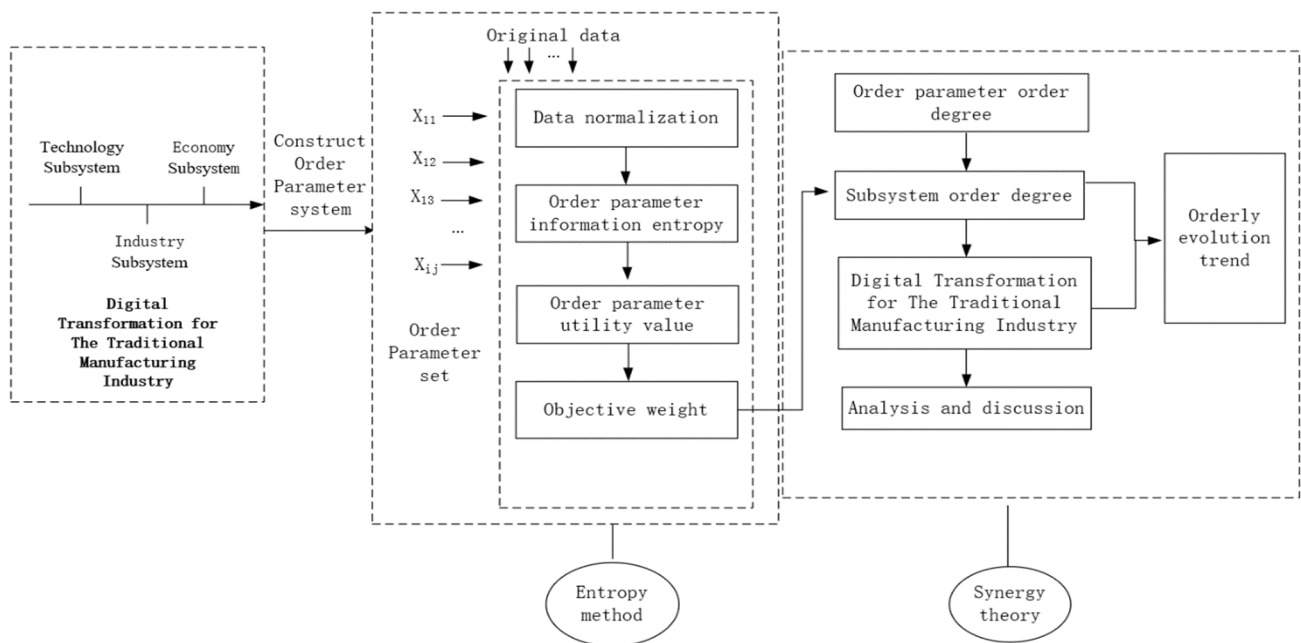 Technology
Subsystem
Economy
Subsystem
Industry
Subsystem
Digital
Transformation for
The Traditional
Manufacturing
Industry
Construct
Order
Parameter
system
Original data
...
X11
X12
X13
...
Xij
Order
Parameter
set
Data normalization
Order parameter
information entropy
Order parameter
utility value
Objective weight
Entropy
method
Order parameter order
degree
Subsystem order degree
Digital Transformation
for The Traditional
Manufacturing Industry
Analysis and discussion
Orderly
evolution
trend
Synergy
theory